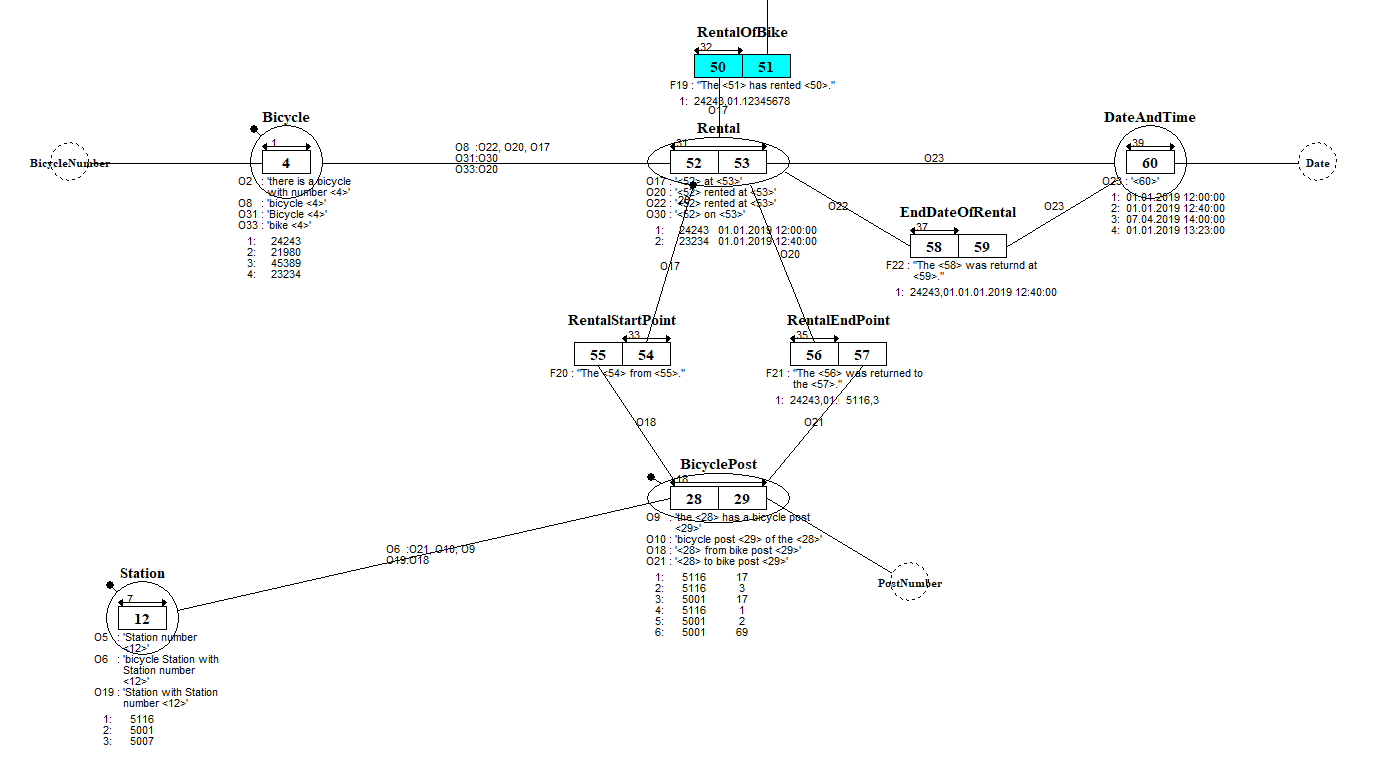 RentalOfBike
32
50 51
F19 : "The <51> has rented <50>."
1: 24243,01.12345678
O17
Bicycle
1
4
BicycleNumber
O2 : 'there is a bicycle
with number <4>'
O8 : 'bicycle <4>'
O31 : 'Bicycle <4>'
O33 : 'bike <4>'
1: 24243
2: 21980
3: 45389
4: 23234
O8 :O22, O20, O17
O31:O30
O33:O20
Rental
31
52 53
O17 : '<52> at <53>'
O20 : '<52> rented at <53>'
O22 : '<52> rented at <53>'
O30 : '<52> on <53>'
1: 24243 01.01.2019 12:00:00
2: 23234 01.01.2019 12:40:00
O23
DateAndTime
39
60
Date
O23 : '<60>'
1: 01.01.2019 12:00:00
2: 01.01.2019 12:40:00
3: 07.04.2019 14:00:00
4: 01.01.2019 13:23:00
O22
O23
EndDateOfRental
37
58 59
F22 : "The <58> was returnd at
<59>."
1: 24243,01.01.01.2019 12:40:00
O17
O20
RentalStartPoint
33
55 54
F20 : "The <54> from <55>."
RentalEndPoint
35
56 57
F21 : "The <56> was returned to
the <57>."
1: 24243,01. 5116,3
O18
O21
BicyclePost
18
28 29
O9 : 'the <28> has a bicycle post
<29>'
O10 : 'bicycle post <29> of the <28>'
O18 : '<28> from bike post <29>'
O21 : '<28> to bike post <29>'
1: 5116 17
2: 5116 3
3: 5001 17
4: 5116 1
5: 5001 2
6: 5001 69
PostNumber
O6 :O21, O10, O9
O19:O18
Station
7
12
O5 : 'Station number
<12>'
O6 : 'bicycle Station with
Station number
<12>'
O19 : 'Station with Station
number <12>'
1: 5116
2: 5001
3: 5007